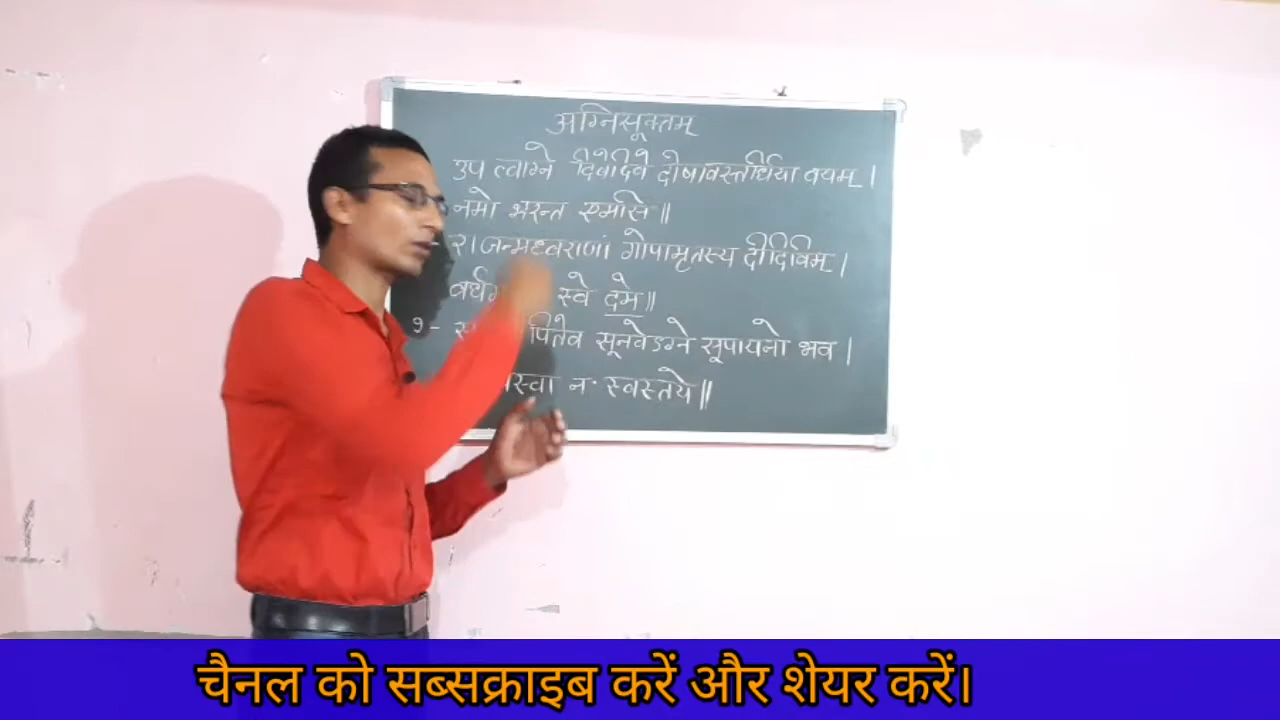 अग्निसूक्तम्
उप त्वाग्ने दिवेदिवे दोषावस्तर्धिया वयम् ।
नमो भरन्त एमसि ॥
राजन्मध्वराणां गोपामृतस्य दीदिविम् ।
स्वे दमे ॥
१- पितेव सूनवेऽग्ने सूपायनो भव ।
न स्वस्तये ॥
चैनल को सब्सक्राइब करें और शेयर करें।